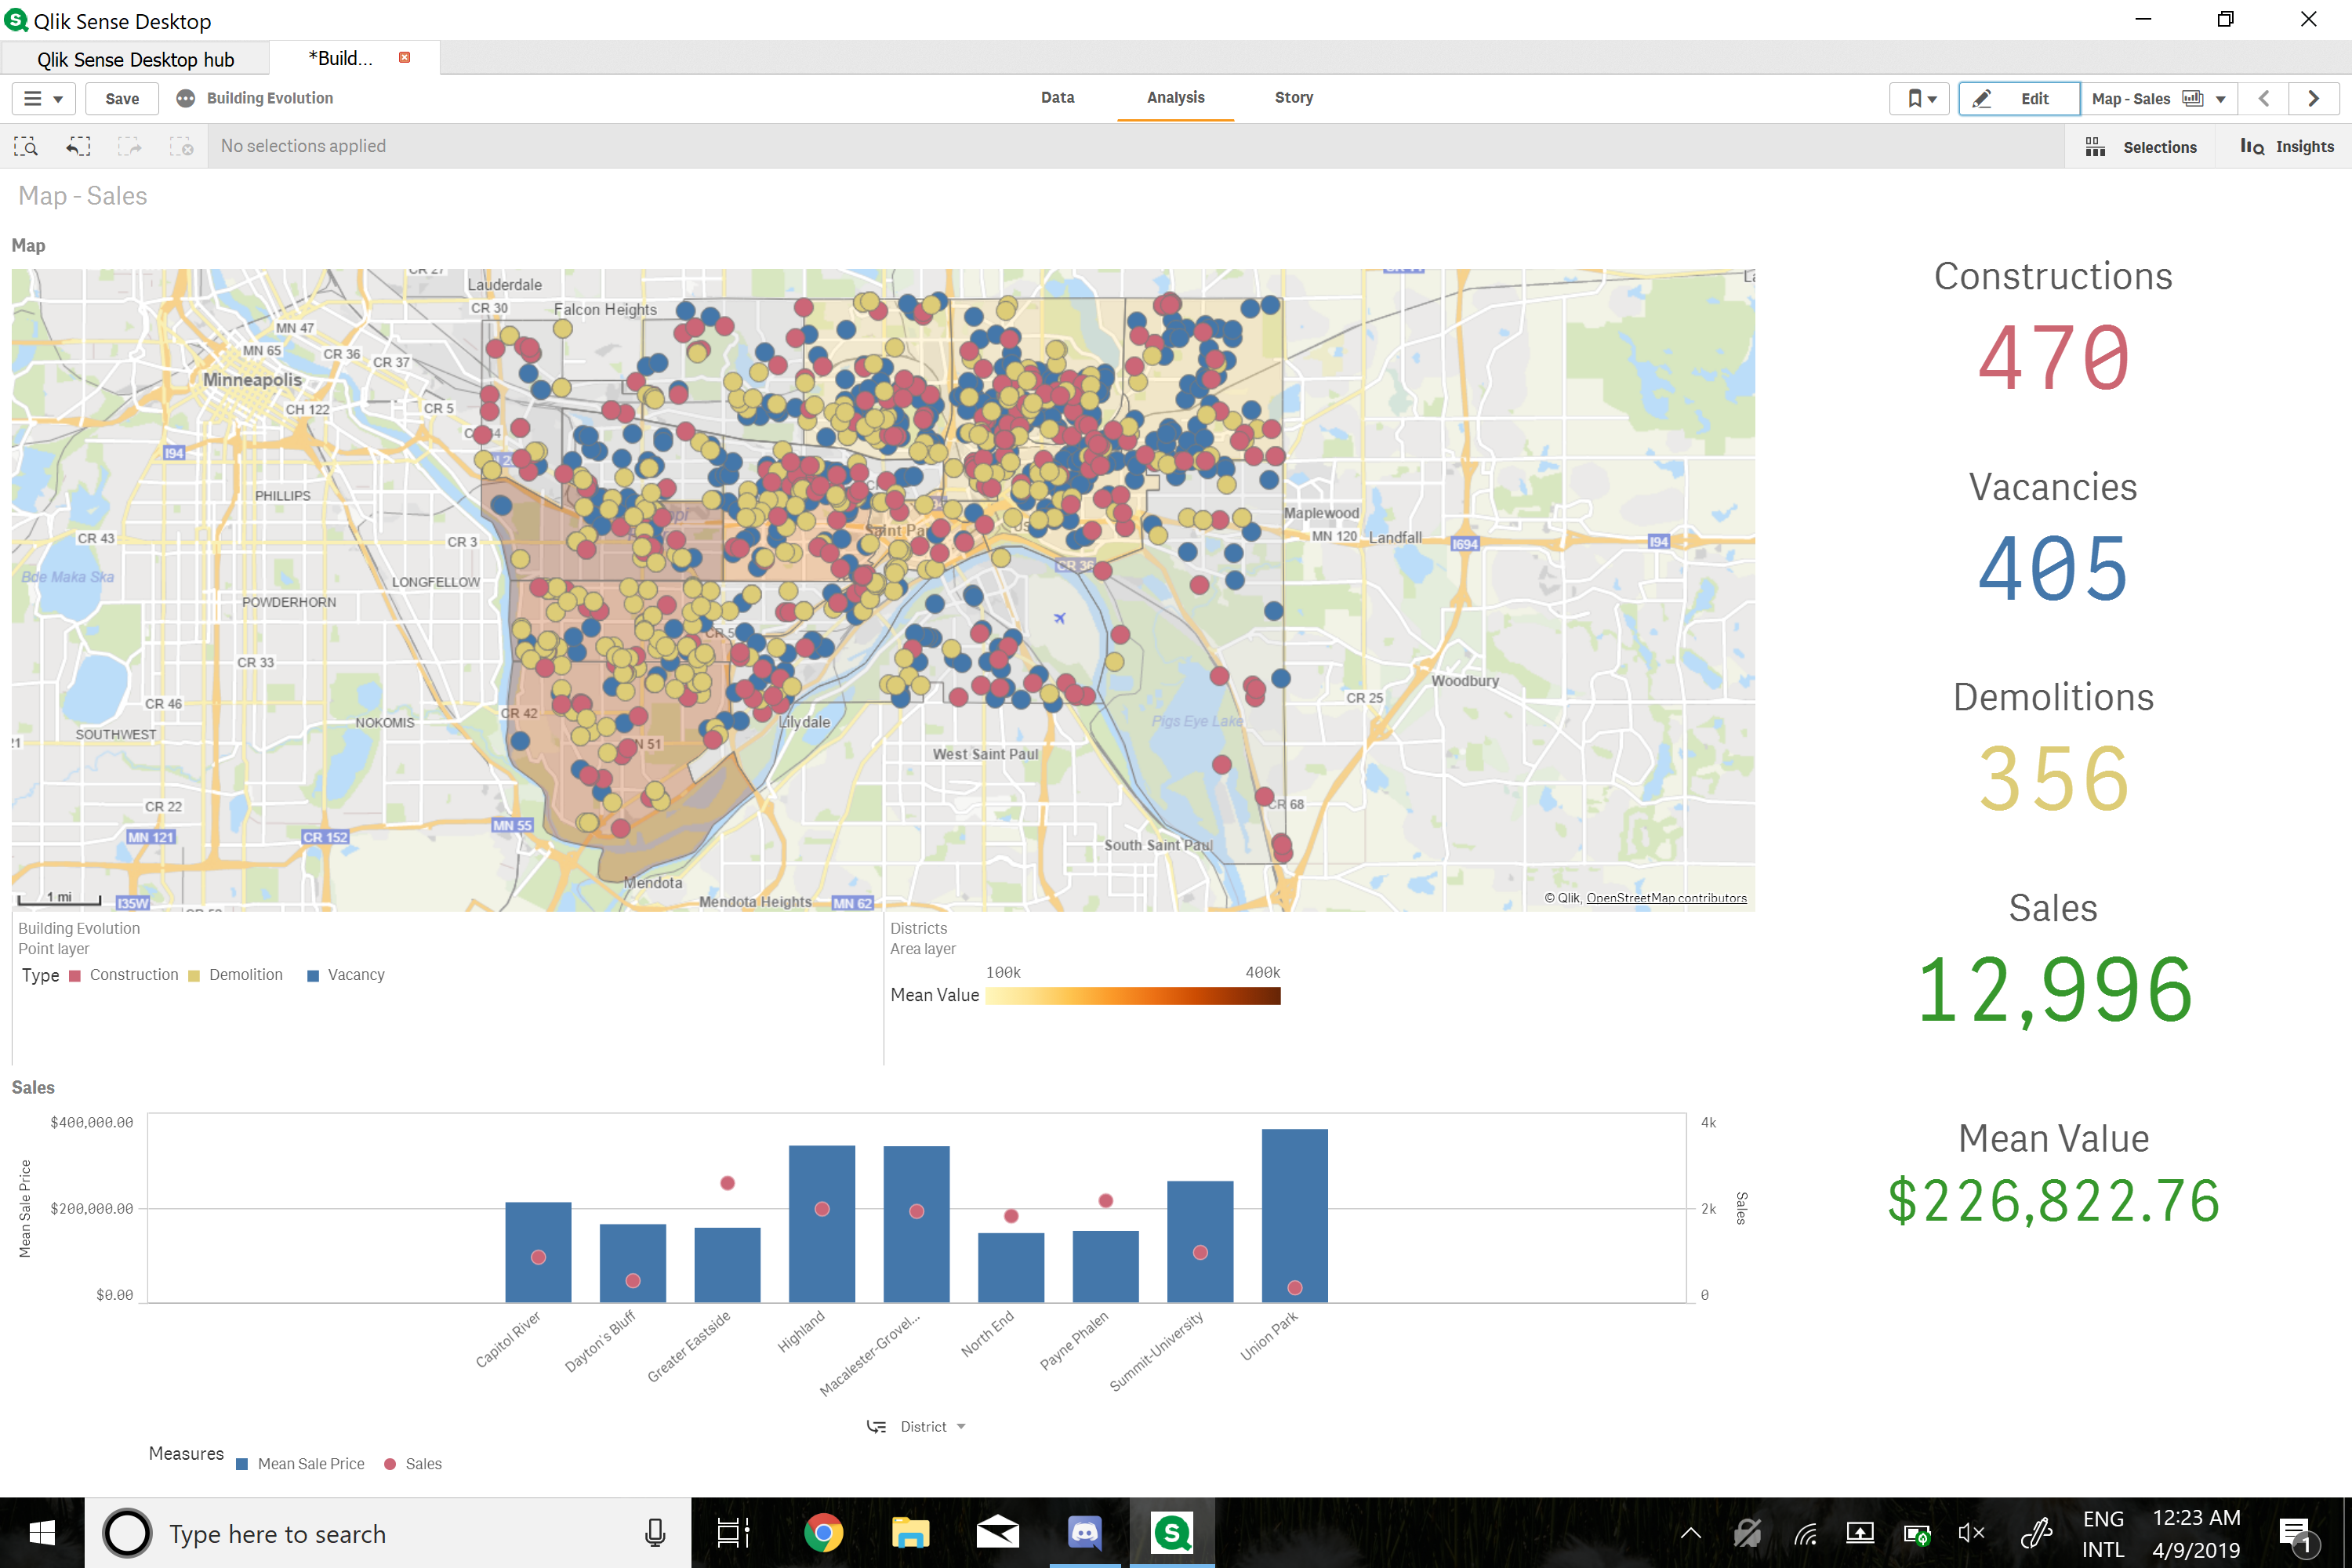 Qlik Sense Desktop
Qlik Sense Desktop hub
*Build...
Save
Building Evolution
Data
Analysis
Story
Edit
Map - Sales
No selections applied
Selections
Insights
Map - Sales
Map
Lauderdale
CR 30
Falcon Heights
MN 47
MN 65
CR 36
CR 37
Minneapolis
CH 122
CR 5
I94
PHILLIPS
CR 43
CR 3
Bde Maka Ska
LONGFELLOW
POWDERHORN
CR 33
CR 46
CR 42
NOKOMIS
SOUTHWEST
CR 22
MN 121
CR 152
MN 55
N 51
Lilydale
West Saint Paul
Pigs Eye Lake
CR 36
Maplewood
MN 120
Landfall
I694
I94
Woodbury
CR 25
CR 68
South Saint Paul
Mendota
Mendota Heights
MN 62
1 mi
I35W
© Qlik, OpenStreetMap contributors
Building Evolution
Point layer
Type Construction Demolition Vacancy
Districts
Area layer
100k 400k
Mean Value
Constructions
470
Vacancies
405
Demolitions
356
Sales
12,996
Mean Value
$226,822.76
Sales
Mean Sale Price
$400,000.00
$200,000.00
$0.00
4k
2k
0
Sales
Capitol River
Dayton's Bluff
Greater Eastside
Highland
Macalester-Grovel...
North End
Payne Phalen
Summit-University
Union Park
District
Measures Mean Sale Price Sales
Type here to search
ENG
INTL
12:23 AM
4/9/2019
1